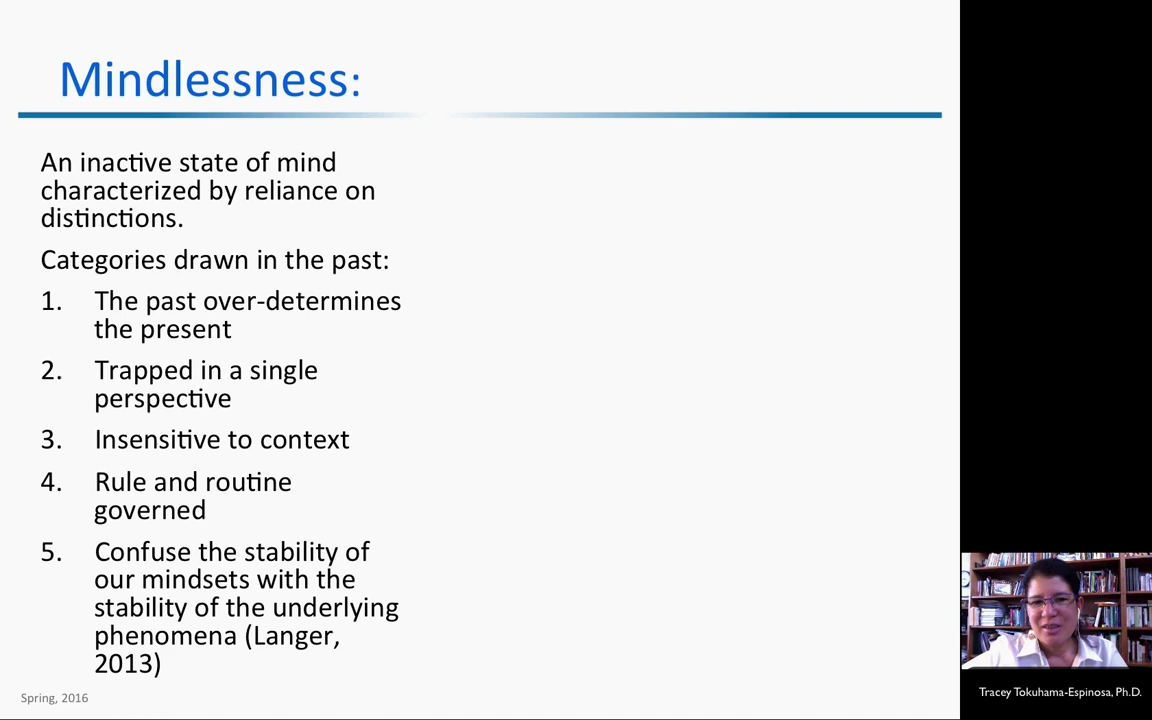 Mindlessness:
An inactive state of mind
characterized by reliance on
distinctions.
Categories drawn in the past:
1. The past over-determines
the present
2. Trapped in a single
perspective
3. Insensitive to context
4. Rule and routine
governed
5. Confuse the stability of
our mindsets with the
stability of the underlying
phenomena (Langer,
2013)
Spring, 2016
Tracey Tokuhama-Espinosa, Ph.D.